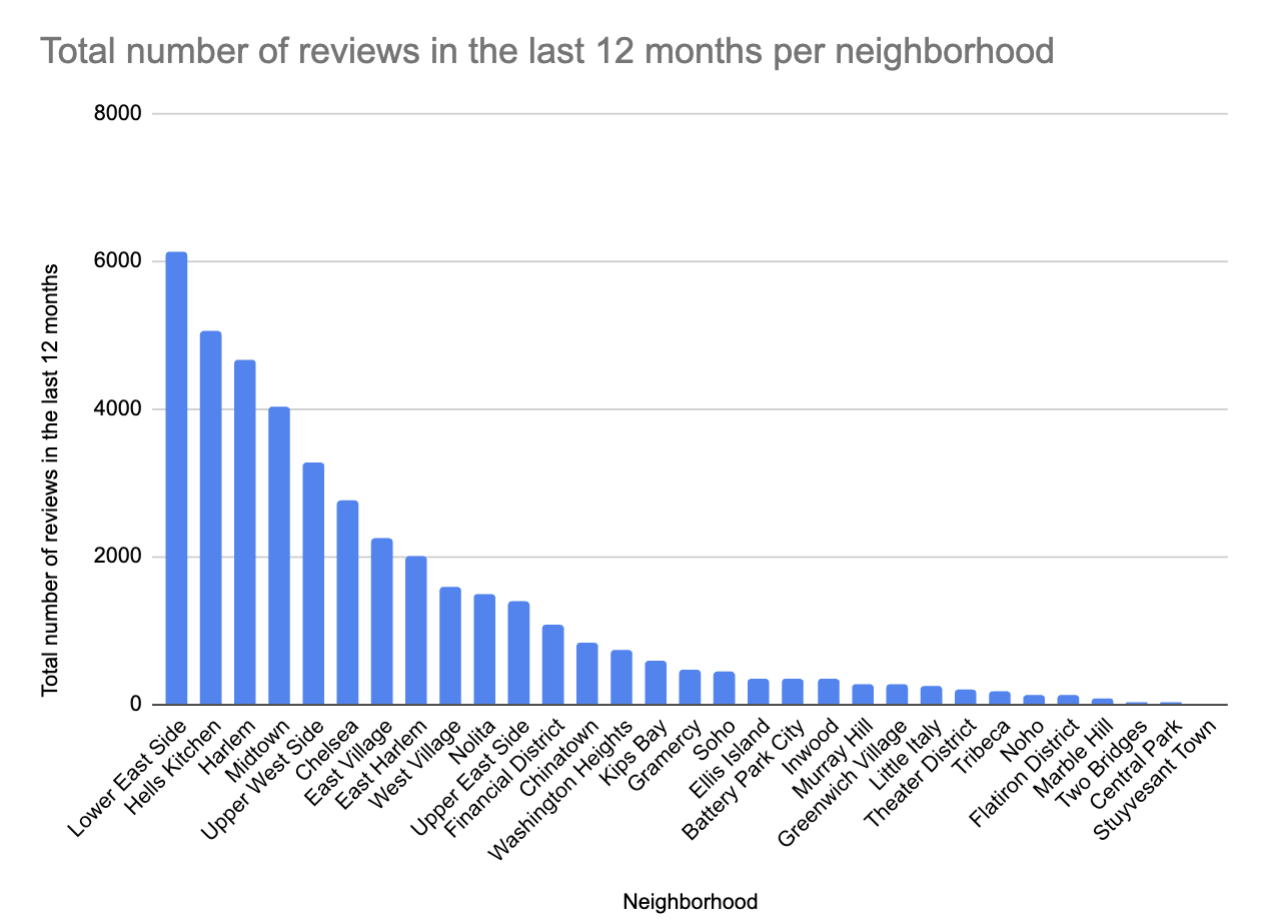 Total number of reviews in the last 12 months per neighborhood
8000
6000
4000
2000
0
Total number of reviews in the last 12 months
Lower East Side
Hells Kitchen
Harlem
Midtown
Upper West Side
Chelsea
East Village
East Harlem
West Village
Nolita
Upper East Side
Financial District
Chinatown
Washington Heights
Kips Bay
Gramercy
Soho
Ellis Island
Battery Park City
Inwood
Murray Hill
Greenwich Village
Little Italy
Theater District
Tribeca
Noho
Flatiron District
Marble Hill
Two Bridges
Central Park
Stuyvesant Town
Neighborhood